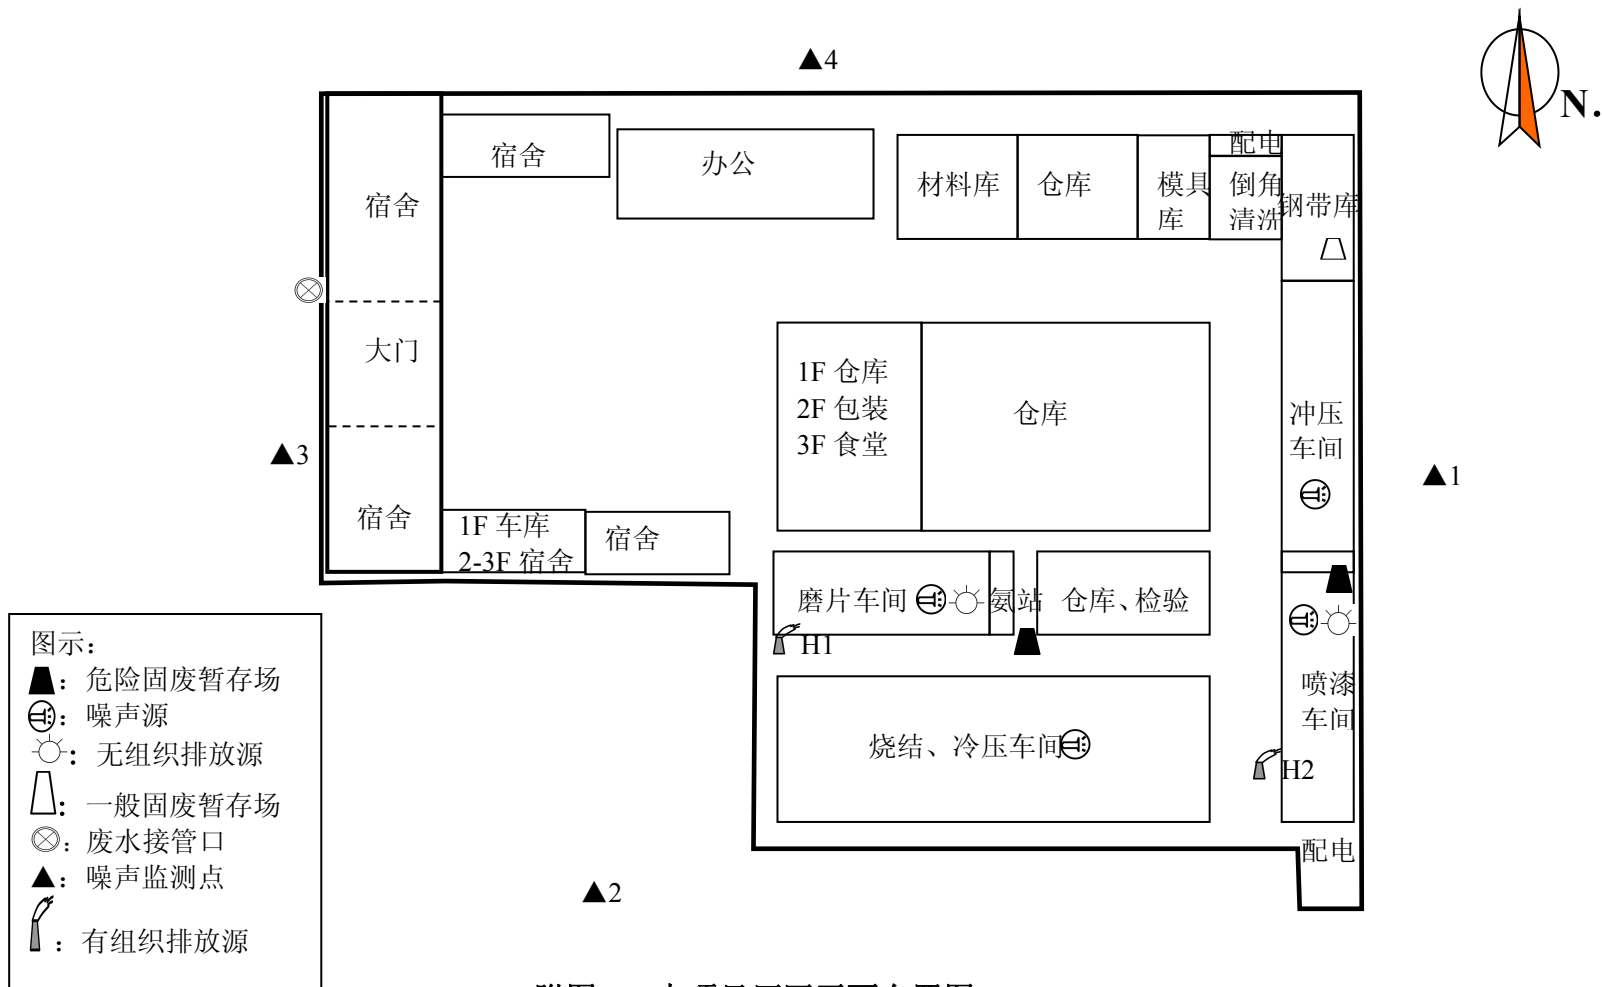 ▲4
N.
宿舍
办公
配电
材料库
仓库
模具
库
倒角
清洗
钢带库
宿舍
大门
1F 仓库
2F 包装
3F 食堂
仓库
冲压
车间
▲3
▲1
宿舍
1F 车库
2-3F 宿舍
宿舍
磨片车间
氨站
仓库、检验
H1
喷漆
车间
烧结、冷压车间
H2
配电
▲2
图示：
：危险固废暂存场
：噪声源
：无组织排放源
：一般固废暂存场
：废水接管口
▲：噪声监测点
：有组织排放源